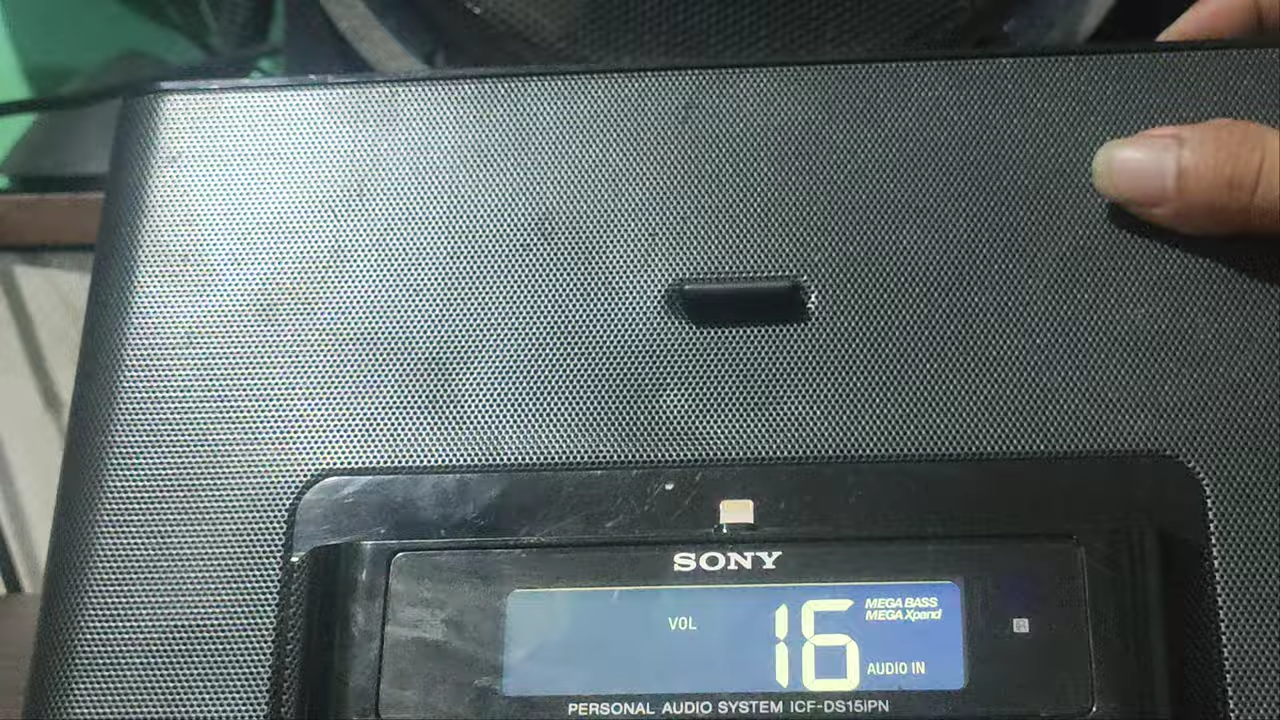 SONY
VOL 16 MEGA BASS
MEGA Xpand
AUDIO IN
PERSONAL AUDIO SYSTEM ICF-DS15iPN